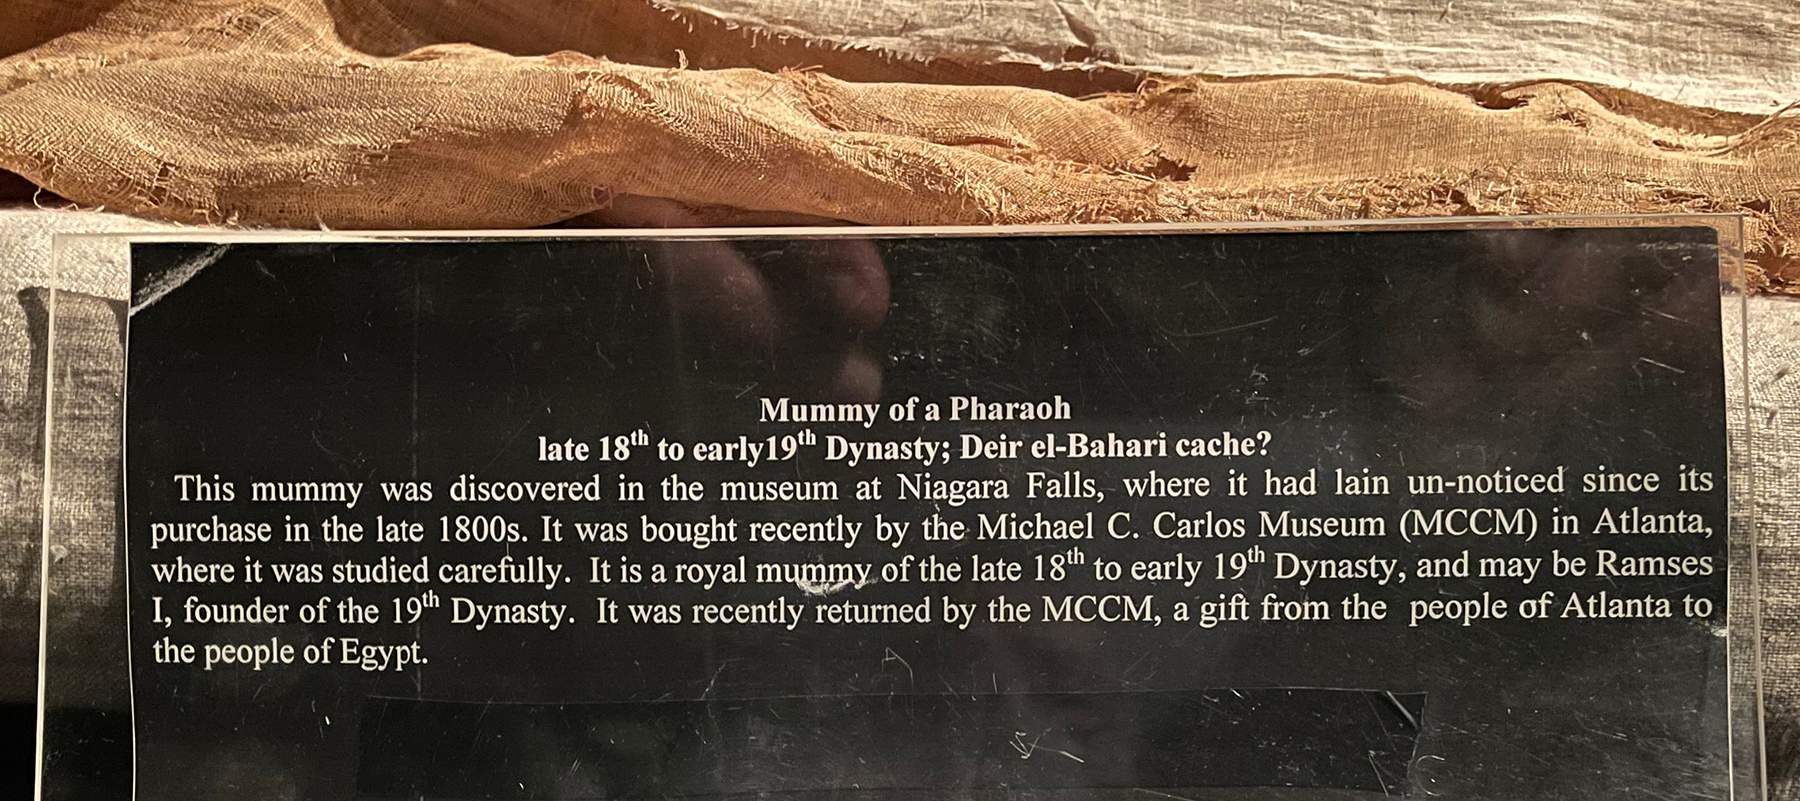 Mummy of a Pharaoh
late 18th to early19th Dynasty; Deir el-Bahari cache?
This mummy was discovered in the museum at Niagara Falls, where it had lain un-noticed since its
purchase in the late 1800s. It was bought recently by the Michael C. Carlos Museum (MCCM) in Atlanta,
where it was studied carefully. It is a royal mummy of the late 18th to early 19th Dynasty, and may be Ramses
I, founder of the 19th Dynasty. It was recently returned by the MCCM, a gift from the people of Atlanta to
the people of Egypt.